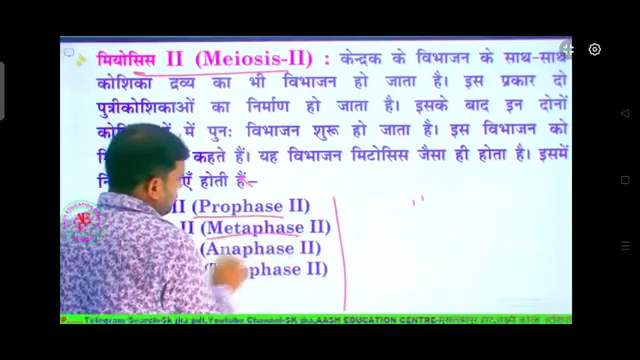 मियोसिस II (Meiosis-II) : केन्द्रक के विभाजन के साथ-साथ
कोशिका द्रव्य का भी विभाजन हो जाता है। इस प्रकार दो
पुत्रीकोशिकाओं का निर्माण हो जाता है। इसके बाद इन दोनों
में पुनः विभाजन शुरू हो जाता है। इस विभाजन को
कहते हैं। यह विभाजन मिटोसिस जैसा ही होता है। इसमें
होती हैं-
II (Prophase II)
II (Metaphase II)
(Anaphase II)
II)
Telegram Search-SK jha pdf, Youtube Channel-SK jha, AASH EDUCATION CENTRE-